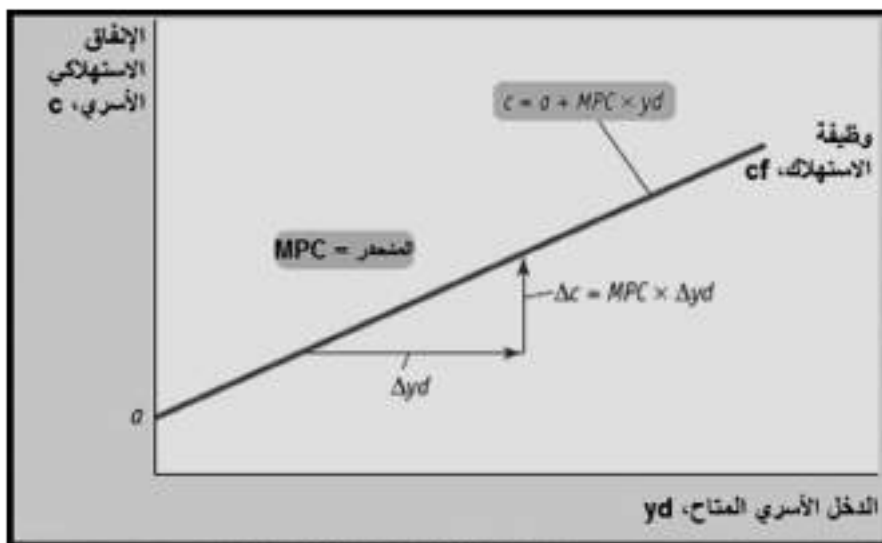 الإنفاق
الاستهلاكي
الأسري، c
c = a + MPC × yd
وظيفة
الاستهلاك، cf
المنحدر = MPC
Δc = MPC × Δyd
Δyd
a
الدخل الأسري المتاح، yd